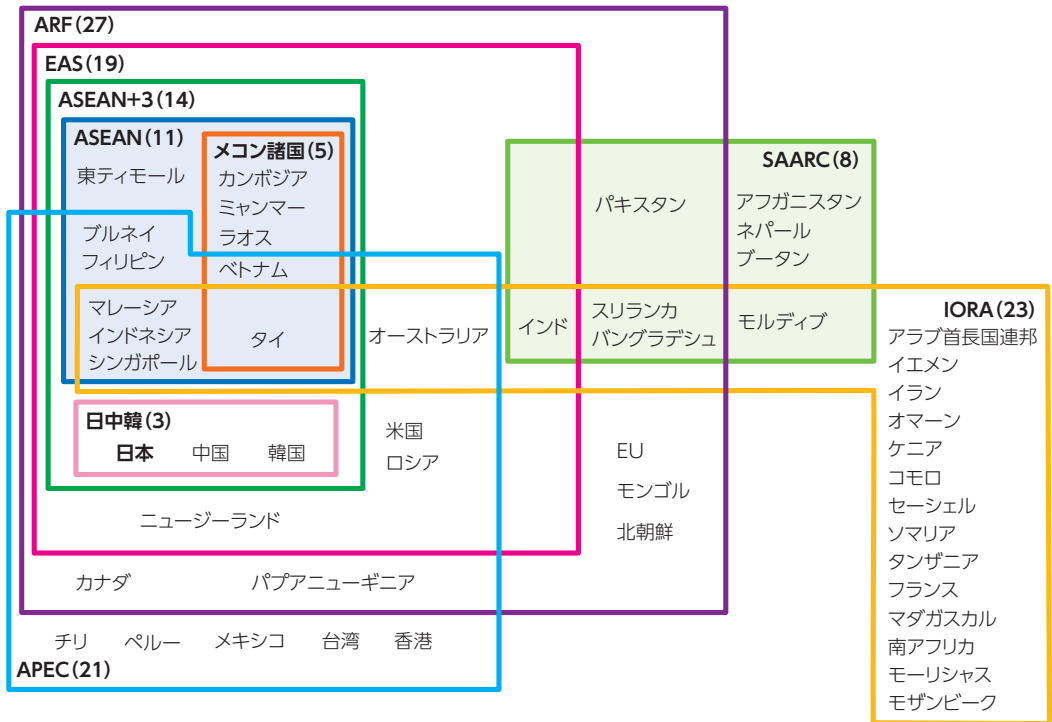 ARF(27)
EAS(19)
ASEAN+3(14)
ASEAN(11)
メコン諸国(5)
東ティモール
カンボジア
ミャンマー
ブルネイ
ラオス
フィリピン
ベトナム
マレーシア
インドネシア
シンガポール
タイ
オーストラリア
インド
日中韓(3)
日本 中国 韓国
米国
ロシア
ニュージーランド
カナダ
パプアニューギニア
EU
モンゴル
北朝鮮
チリ ペルー メキシコ 台湾 香港
APEC(21)
SAARC(8)
パキスタン
アフガニスタン
ネパール
ブータン
スリランカ
バングラデシュ
モルディブ
IORA(23)
アラブ首長国連邦
イエメン
イラン
オマーン
ケニア
コモロ
セーシェル
ソマリア
タンザニア
フランス
マダガスカル
南アフリカ
モーリシャス
モザンビーク